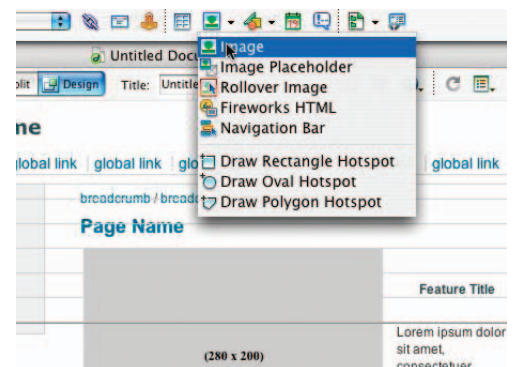 Untitled Docu
Image
plit Design Title: Untitle
Image Placeholder
Rollover Image
Fireworks HTML
me
Navigation Bar
global link global link glo global link
Draw Rectangle Hotspot
Draw Oval Hotspot
Draw Polygon Hotspot
breadcrumb / breadc
Page Name
Feature Title
Lorem ipsum dolor
sit amet,
consectetuer
(280 x 200)